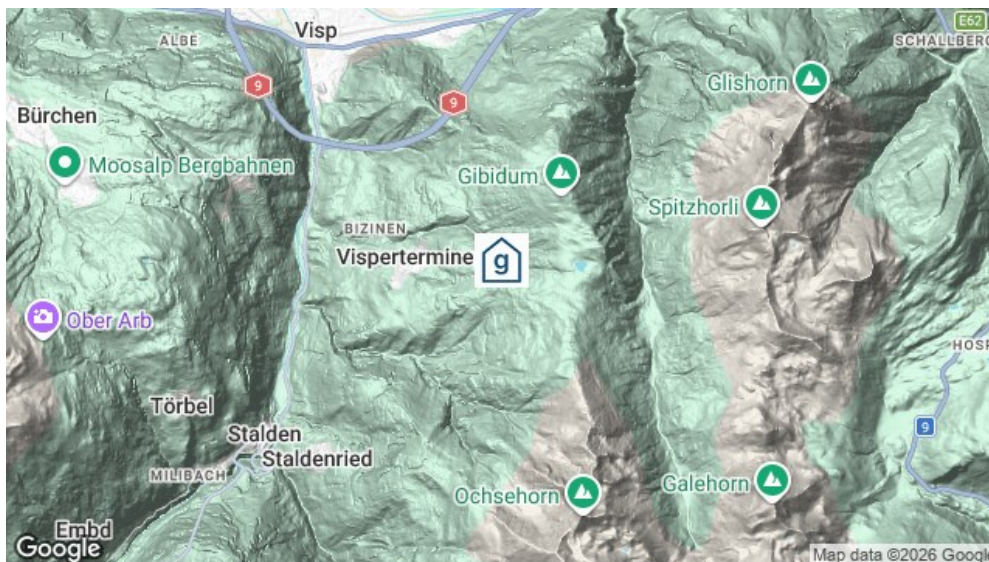 Visp
E62
ALBE
SCHALLBERG
Glishorn
9
9
Bürchen
Moosalp Bergbahnen
Gibidum
Spitzhorli
BIZINEN
Vispertermine
g
Ober Arb
HOSP
Törbel
9
Stalden
Staldenried
MILIBACH
Ochsehorn
Galehorn
Embd
Google
Map data ©2026 Google